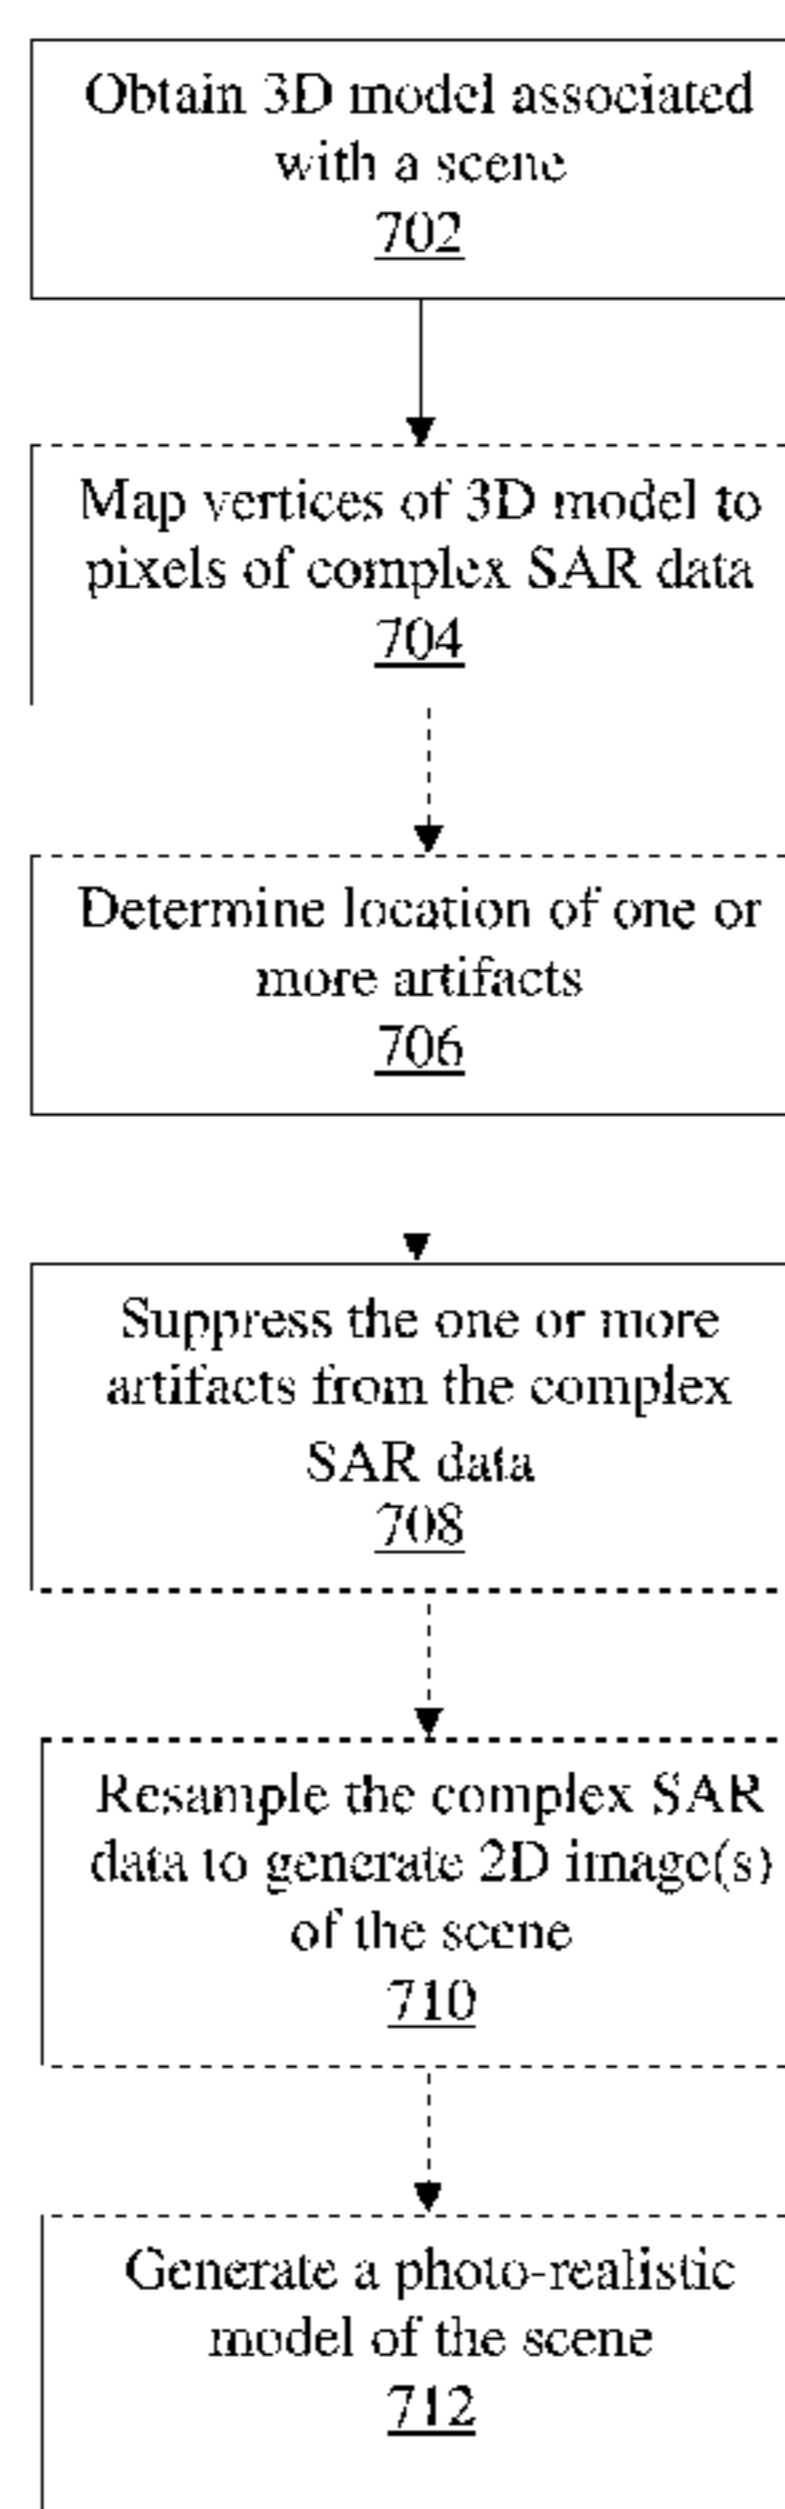 Obtain 3D model associated
with a scene
702
Map vertices of 3D model to
pixels of complex SAR data
704
Determine location of one or
more artifacts
706
Suppress the one or more
artifacts from the complex
SAR data
708
Resample the complex SAR
data to generate 2D image(s)
of the scene
710
Generate a photo-realistic
model of the scene
712